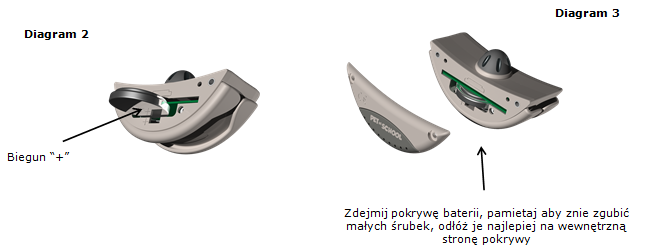 Diagram 2
Diagram 3
PET-SCHOOL
Biegun “+”
Zdejmij pokrywę baterii, pamietaj aby znie zgubić
małych śrubek, odłóż je najlepiej na wewnętrzną
stronę pokrywy